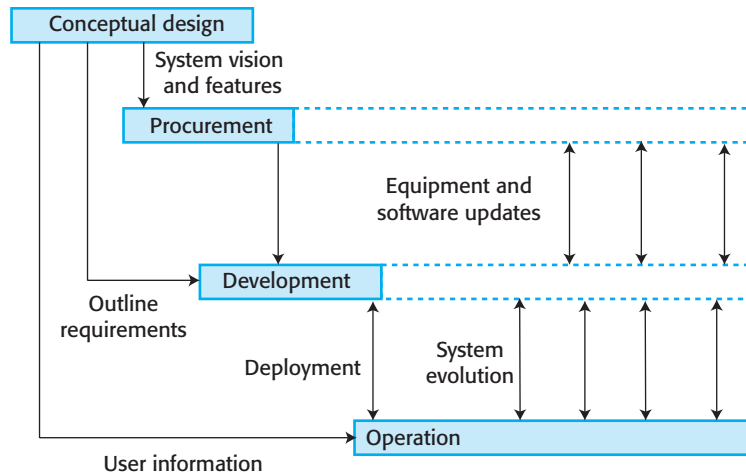 Conceptual design
System vision
and features
Procurement
Equipment and
software updates
Development
Outline
requirements
Deployment
System
evolution
Operation
User information